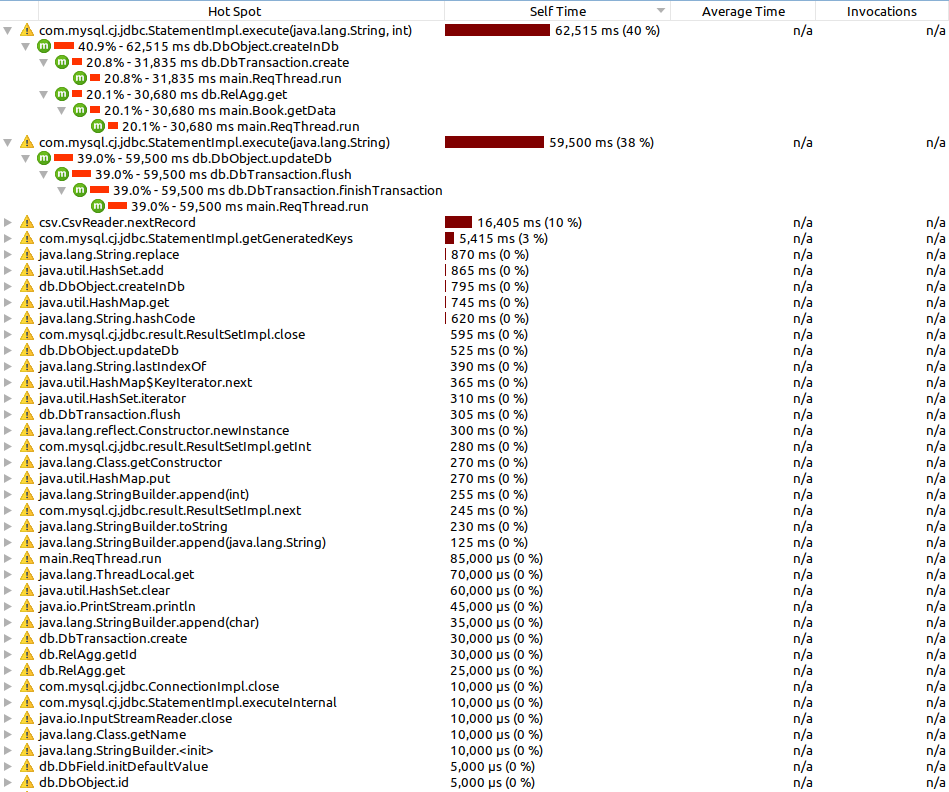 Hot Spot Self Time Average Time Invocations
com.mysql.cj.jdbc.StatementImpl.execute(java.lang.String, int) 62,515 ms (40 %) n/a n/a
m 40.9% - 62,515 ms db.DbObject.createInDb
m 20.8% - 31,835 ms db.DbTransaction.create
m 20.8% - 31,835 ms main.ReqThread.run
m 20.1% - 30,680 ms db.RelAgg.get
m 20.1% - 30,680 ms main.Book.getData
m 20.1% - 30,680 ms main.ReqThread.run
com.mysql.cj.jdbc.StatementImpl.execute(java.lang.String) 59,500 ms (38 %) n/a n/a
m 39.0% - 59,500 ms db.DbObject.updateDb
m 39.0% - 59,500 ms db.DbTransaction.flush
m 39.0% - 59,500 ms db.DbTransaction.finishTransaction
m 39.0% - 59,500 ms main.ReqThread.run
csv.CsvReader.nextRecord 16,405 ms (10 %) n/a n/a
com.mysql.cj.jdbc.StatementImpl.getGeneratedKeys 5,415 ms (3 %) n/a n/a
java.lang.String.replace 870 ms (0 %) n/a n/a
java.util.HashSet.add 865 ms (0 %) n/a n/a
db.DbObject.createInDb 795 ms (0 %) n/a n/a
java.util.HashMap.get 745 ms (0 %) n/a n/a
java.lang.String.hashCode 620 ms (0 %) n/a n/a
com.mysql.cj.jdbc.result.ResultSetImpl.close 595 ms (0 %) n/a n/a
db.DbObject.updateDb 525 ms (0 %) n/a n/a
java.lang.String.lastIndexOf 390 ms (0 %) n/a n/a
java.util.HashMap$KeyIterator.next 365 ms (0 %) n/a n/a
java.util.HashSet.iterator 310 ms (0 %) n/a n/a
db.DbTransaction.flush 305 ms (0 %) n/a n/a
java.lang.reflect.Constructor.newInstance 300 ms (0 %) n/a n/a
com.mysql.cj.jdbc.result.ResultSetImpl.getInt 280 ms (0 %) n/a n/a
java.lang.Class.getConstructor 270 ms (0 %) n/a n/a
java.util.HashMap.put 270 ms (0 %) n/a n/a
java.lang.StringBuilder.append(int) 255 ms (0 %) n/a n/a
com.mysql.cj.jdbc.result.ResultSetImpl.next 245 ms (0 %) n/a n/a
java.lang.StringBuilder.toString 230 ms (0 %) n/a n/a
java.lang.StringBuilder.append(java.lang.String) 125 ms (0 %) n/a n/a
main.ReqThread.run 85,000 µs (0 %) n/a n/a
java.lang.ThreadLocal.get 70,000 µs (0 %) n/a n/a
java.util.HashSet.clear 60,000 µs (0 %) n/a n/a
java.io.PrintStream.println 45,000 µs (0 %) n/a n/a
java.lang.StringBuilder.append(char) 35,000 µs (0 %) n/a n/a
db.DbTransaction.create 30,000 µs (0 %) n/a n/a
db.RelAgg.getId 30,000 µs (0 %) n/a n/a
db.RelAgg.get 25,000 µs (0 %) n/a n/a
com.mysql.cj.jdbc.ConnectionImpl.close 10,000 µs (0 %) n/a n/a
com.mysql.cj.jdbc.StatementImpl.executeInternal 10,000 µs (0 %) n/a n/a
java.io.InputStreamReader.close 10,000 µs (0 %) n/a n/a
java.lang.Class.getName 10,000 µs (0 %) n/a n/a
java.lang.StringBuilder.<init> 10,000 µs (0 %) n/a n/a
db.DbField.initDefaultValue 5,000 µs (0 %) n/a n/a
db.DbObject.id 5,000 µs (0 %) n/a n/a